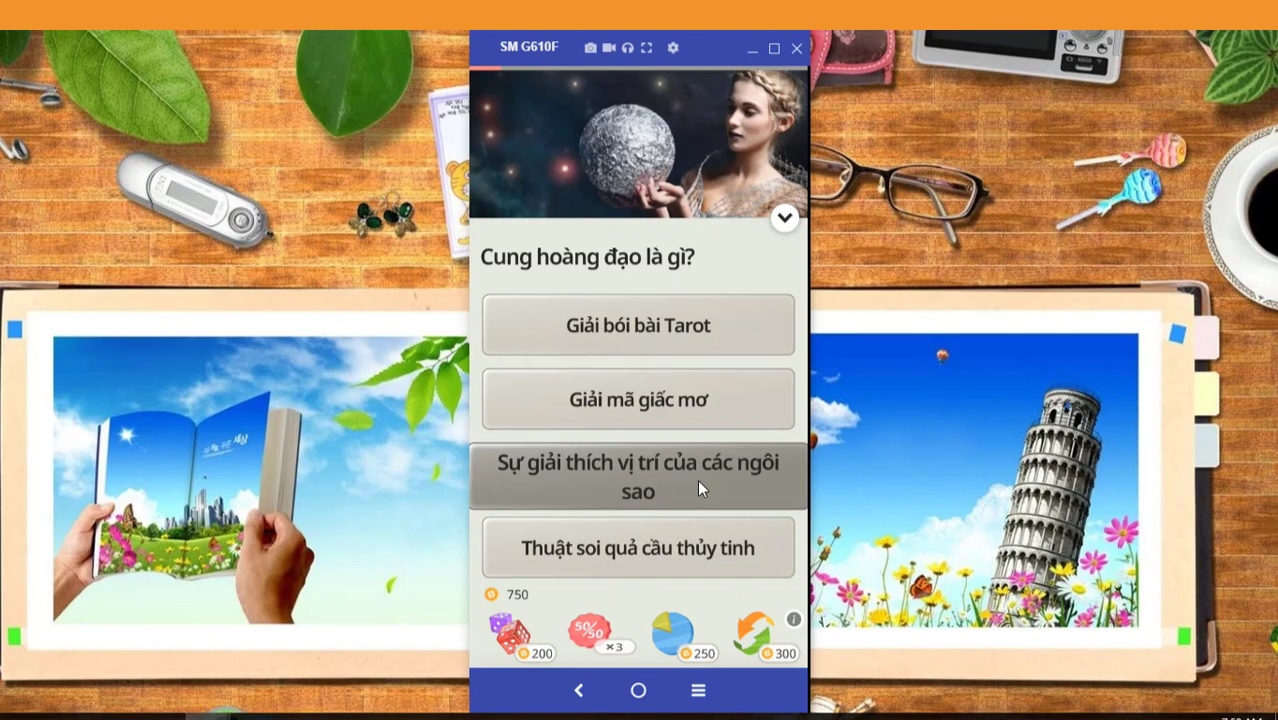 SM G610F
Cung hoàng đạo là gì?
Giải bói bài Tarot
Giải mã giấc mơ
Sự giải thích vị trí của các ngôi
sao
Thuật soi quả cầu thủy tinh
750
50/50
×3
200
250
300